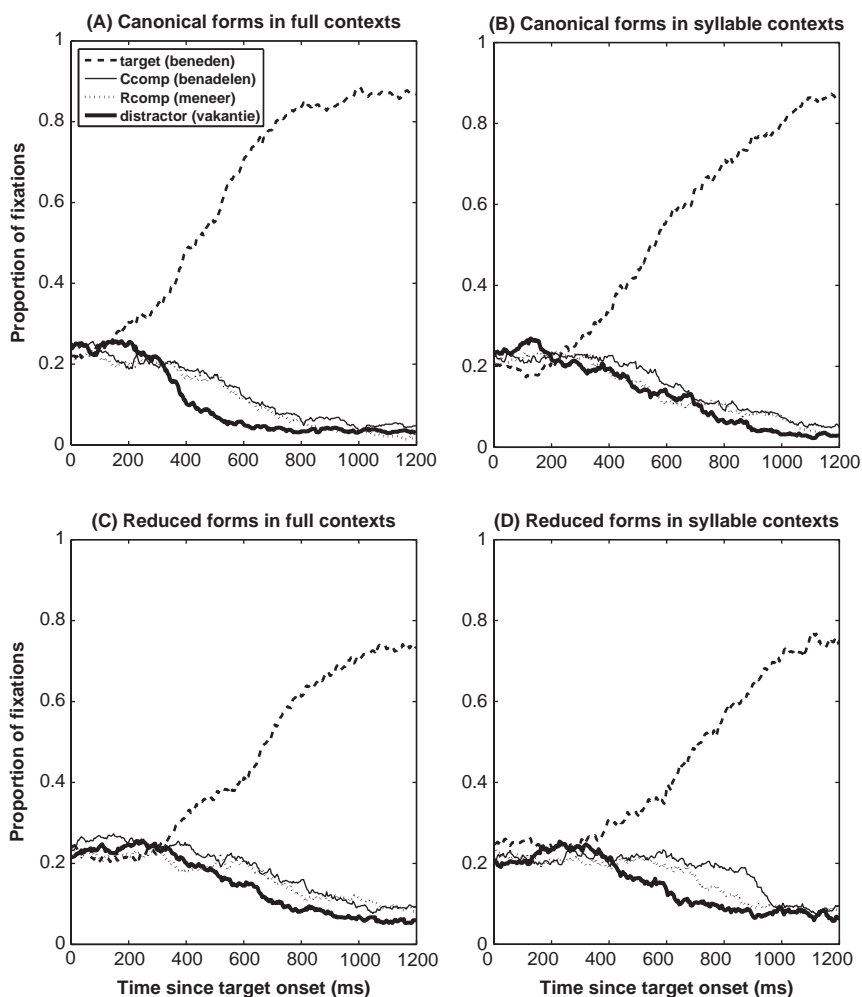 (A) Canonical forms in full contexts
1
target (beneden)
Ccomp (benadelen)
Rcomp (meneer)
distractor (vakantie)
0.8
0.6
0.4
0.2
0
0 200 400 600 800 1000 1200
Proportion of fixations
(B) Canonical forms in syllable contexts
1
0.8
0.6
0.4
0.2
0
0 200 400 600 800 1000 1200
(C) Reduced forms in full contexts
1
0.8
0.6
0.4
0.2
0
0 200 400 600 800 1000 1200
Proportion of fixations
Time since target onset (ms)
(D) Reduced forms in syllable contexts
1
0.8
0.6
0.4
0.2
0
0 200 400 600 800 1000 1200
Time since target onset (ms)